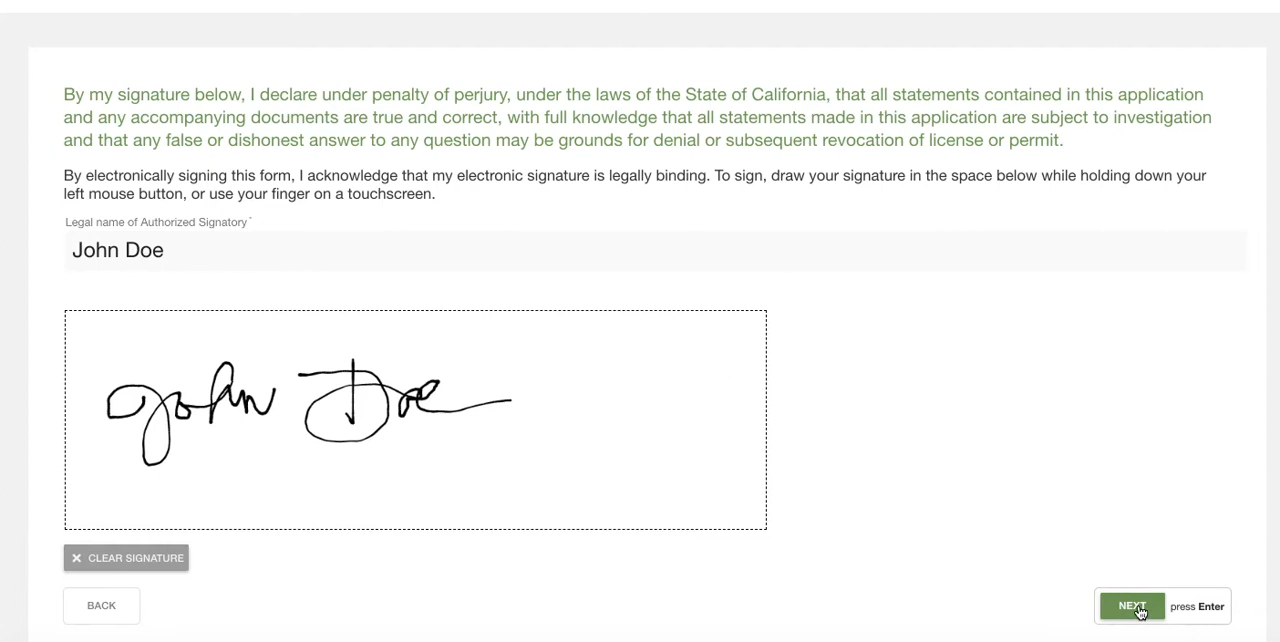 By my signature below, I declare under penalty of perjury, under the laws of the State of California, that all statements contained in this application
and any accompanying documents are true and correct, with full knowledge that all statements made in this application are subject to investigation
and that any false or dishonest answer to any question may be grounds for denial or subsequent revocation of license or permit.
By electronically signing this form, I acknowledge that my electronic signature is legally binding. To sign, draw your signature in the space below while holding down your
left mouse button, or use your finger on a touchscreen.
Legal name of Authorized Signatory*
John Doe
John Doe
× CLEAR SIGNATURE
BACK
NEXT press Enter